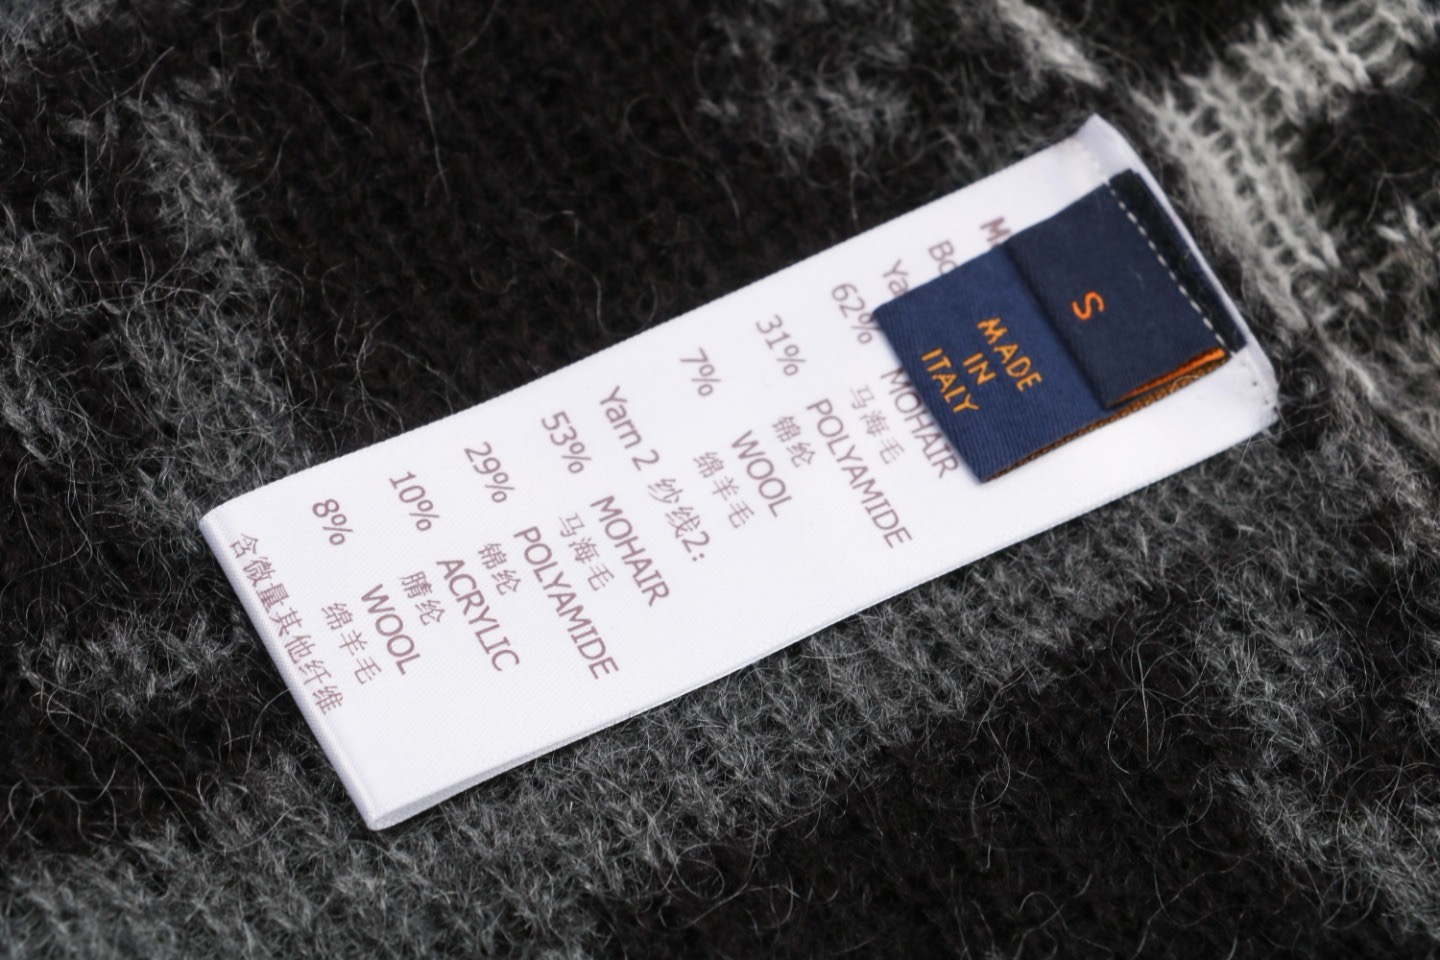 S
MADE
IN
ITALY
62% MOHAIR
马海毛
31% POLYAMIDE
锦纶
7% WOOL
绵羊毛
Yarn 2 纱线2:
53% MOHAIR
马海毛
29% POLYAMIDE
锦纶
10% ACRYLIC
腈纶
8% WOOL
绵羊毛
含微量其他纤维